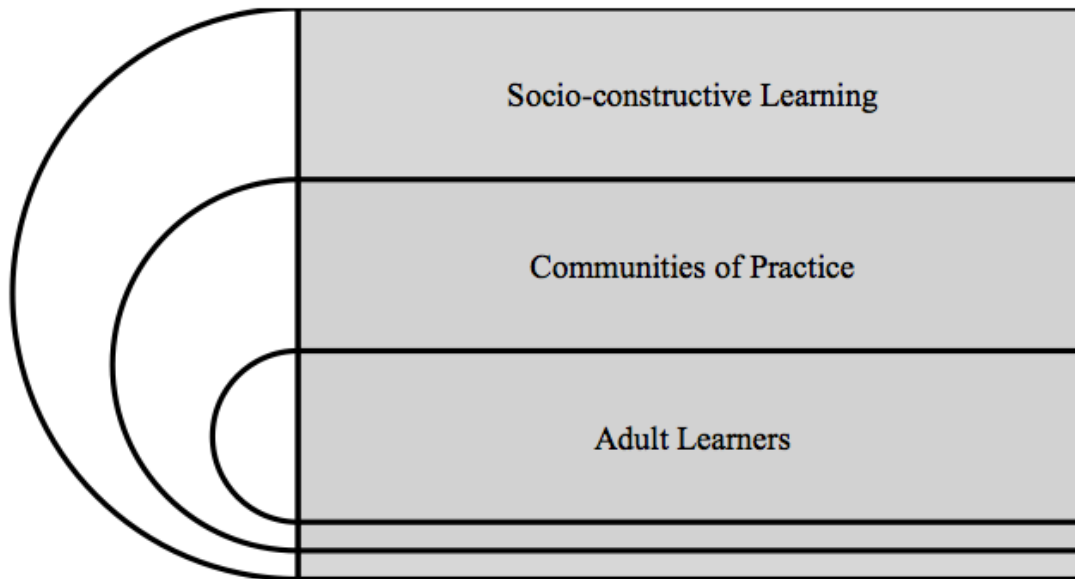 Socio-constructive Learning
Communities of Practice
Adult Learners